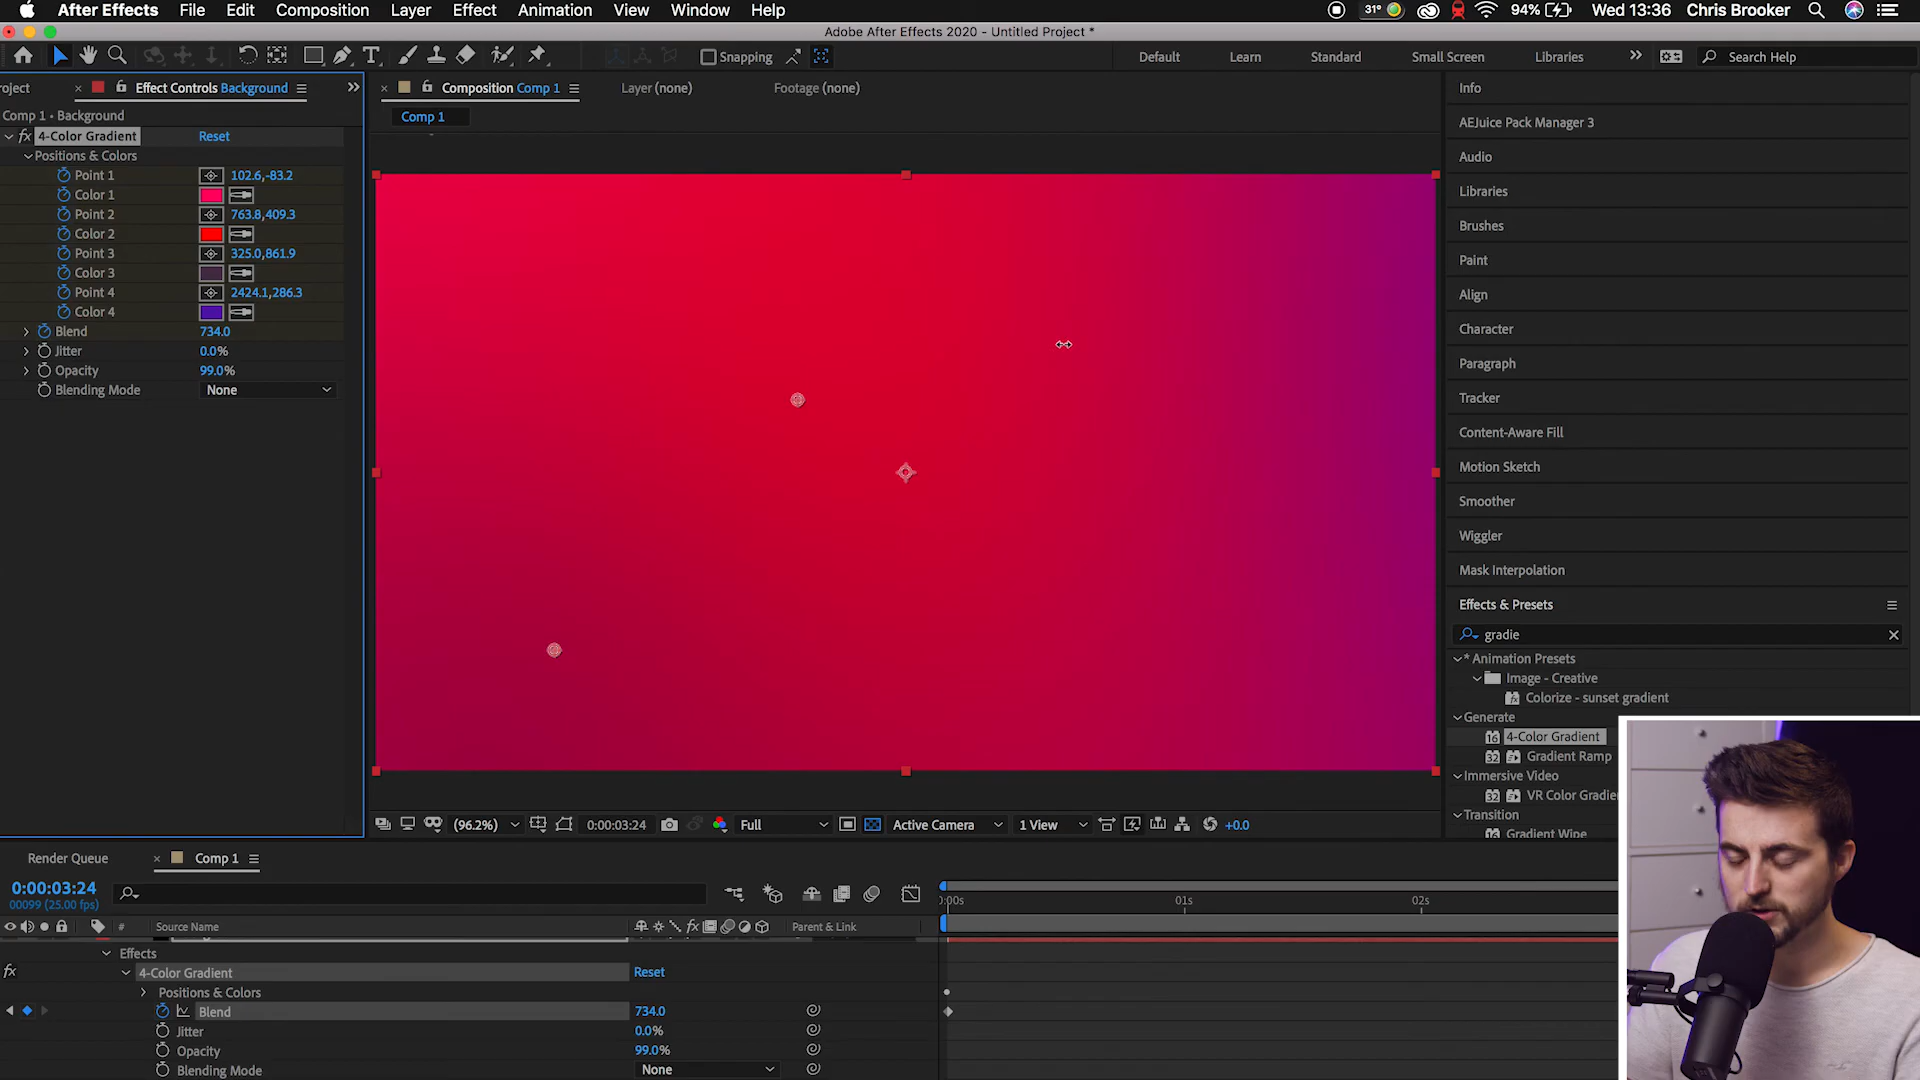 After Effects File Edit Composition Layer Effect Animation View Window Help 31° 94% Wed 13:36 Chris Brooker
Adobe After Effects 2020 - Untitled Project *
Snapping Default Learn Standard Small Screen Libraries Search Help
roject Effect Controls Background
Composition Comp 1 Layer (none) Footage (none)
Comp 1 • Background
Comp 1
fx 4-Color Gradient Reset
Positions & Colors
Point 1 102.6,-83.2
Color 1
Point 2 763.8,409.3
Color 2
Point 3 325.0,861.9
Color 3
Point 4 2424.1,286.3
Color 4
Blend 734.0
Jitter 0.0%
Opacity 99.0%
Blending Mode None
Info
AEJuice Pack Manager 3
Audio
Libraries
Brushes
Paint
Align
Character
Paragraph
Tracker
Content-Aware Fill
Motion Sketch
Smoother
Wiggler
Mask Interpolation
Effects & Presets
gradie
* Animation Presets
Image - Creative
Colorize - sunset gradient
Generate
16 4-Color Gradient
32 Gradient Ramp
Immersive Video
32 VR Color Gradie
Transition
Gradient Wipe
(96.2%) 0:00:03:24 Full Active Camera 1 View +0.0
Render Queue Comp 1
0:00:03:24
00099 (25.00 fps)
0:00s 01s 02s
# Source Name fx Parent & Link
Effects
fx 4-Color Gradient Reset
Positions & Colors
Blend 734.0
Jitter 0.0%
Opacity 99.0%
Blending Mode None